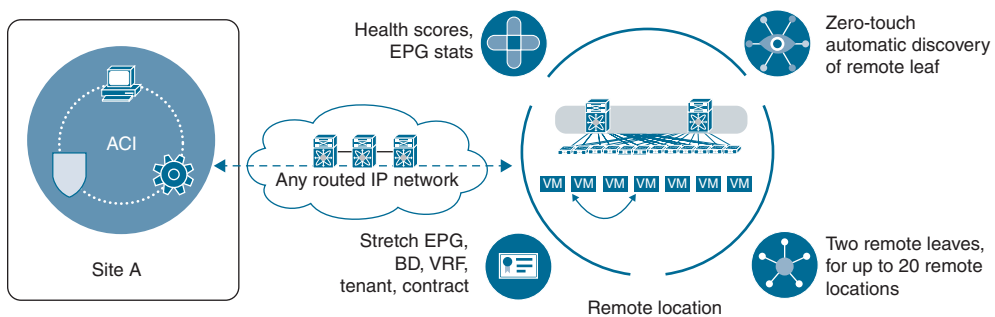 Health scores,
EPG stats
Zero-touch
automatic discovery
of remote leaf
ACI
Any routed IP network
VM VM VM VM VM VM VM
Site A
Stretch EPG,
BD, VRF,
tenant, contract
Two remote leaves,
for up to 20 remote
locations
Remote location